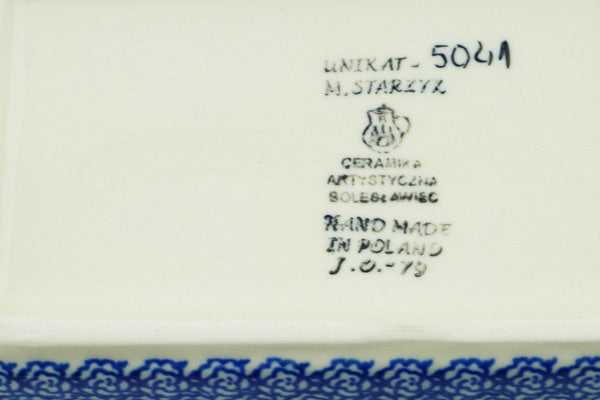 UNIKAT - 5041
M. STARZYK
CERAMIKA
ARTYSTYCZNA
BOLESŁAWIEC
HAND MADE
IN POLAND
J.O.-79